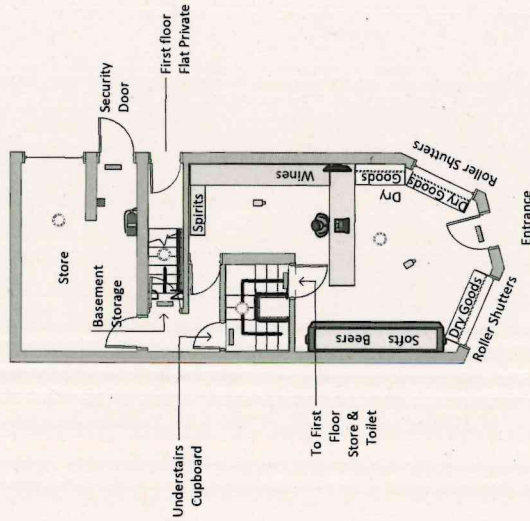 First floor
Flat Private
Security
Door
Store
Basement
Storage
Understairs
Cupboard
Spirits
Wines
To First
Floor
Store &
Toilet
Softs Beers
Dry
Goods
Dry Goods
Roller Shutters
Dry Goods
Roller Shutters
Entrance